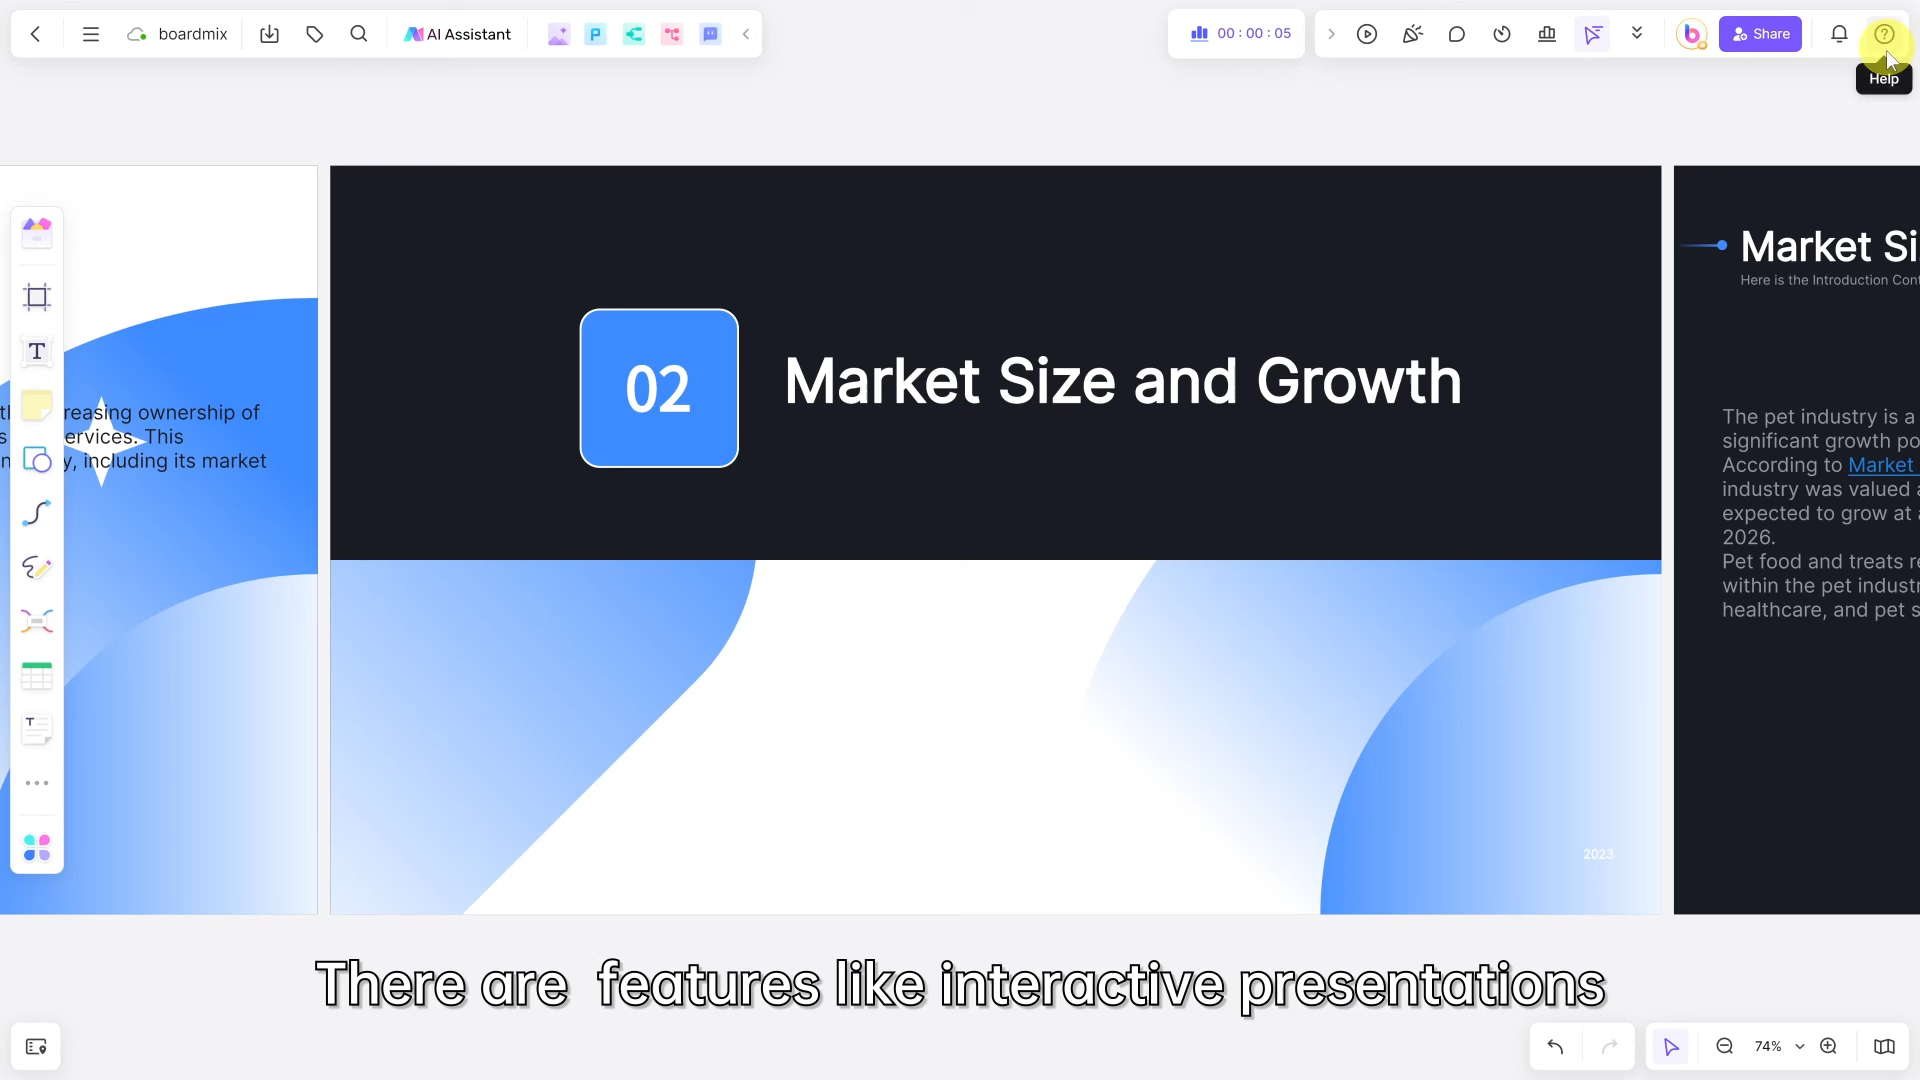 boardmix
AI Assistant
00 : 00 : 05
Share
Help
reasing ownership of
ervices. This
y, including its market
02
Market Size and Growth
2023
Market Si
Here is the Introduction Cont
The pet industry is a
significant growth po
According to Market
industry was valued a
expected to grow at a
2026.
Pet food and treats re
within the pet industr
healthcare, and pet s
There are features like interactive presentations
74%